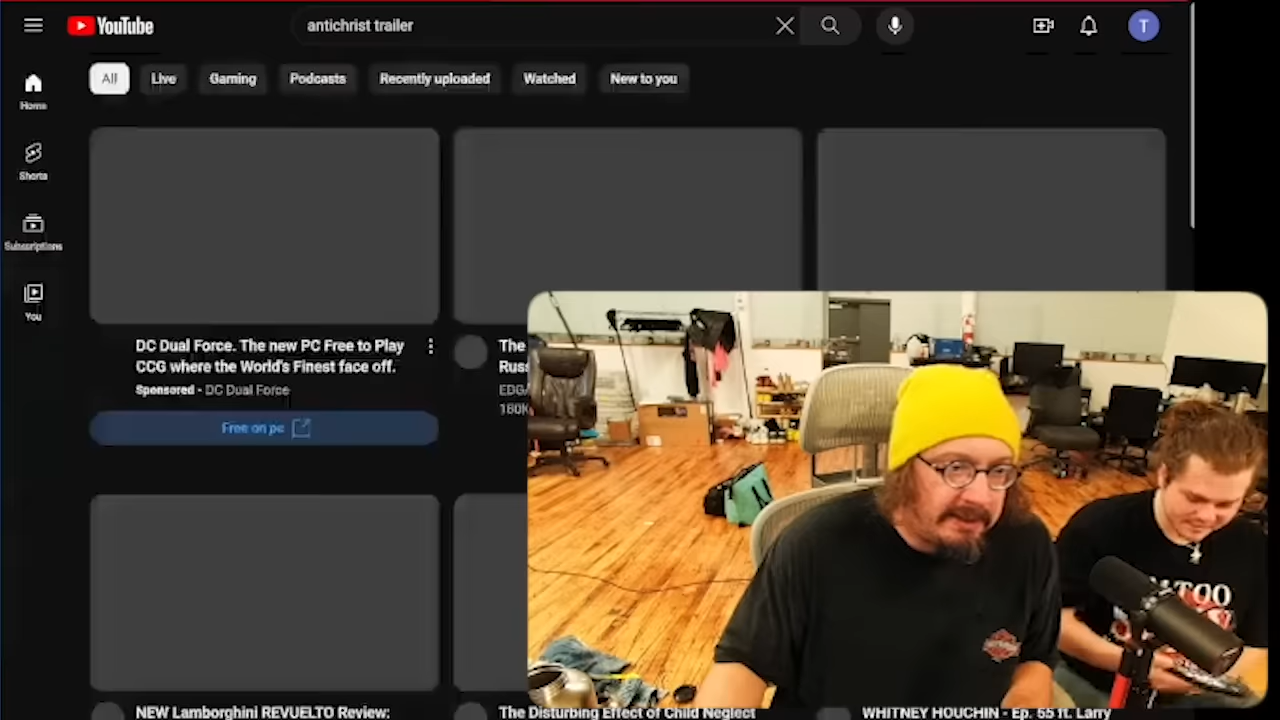 YouTube
antichrist trailer
T
All
Live
Gaming
Podcasts
Recently uploaded
Watched
New to you
Home
Shorts
Subscriptions
You
DC Dual Force. The new PC Free to Play
CCG where the World's Finest face off.
Sponsored · DC Dual Force
Free on pc
The
EDGA
180K
NEW Lamborghini REVUELTO Review:
The Disturbing Effect of Child Neglect
WHITNEY HOUCHIN - Ep. 55 ft. Larry